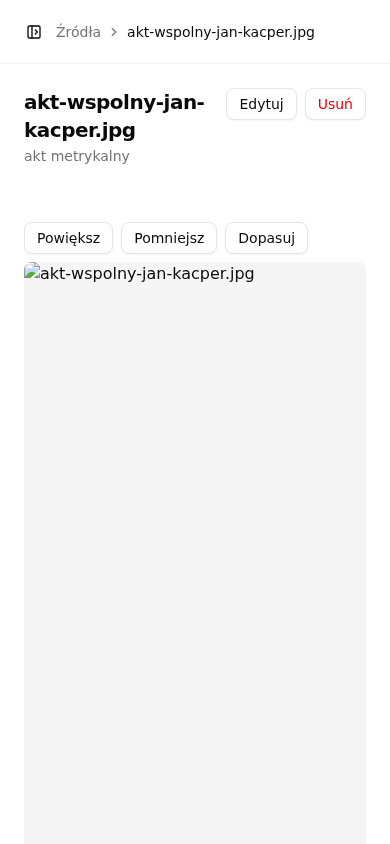 Źródła > akt-wspolny-jan-kacper.jpg
akt-wspolny-jan-
kacper.jpg
Edytuj Usuń
akt metrykalny
Powiększ Pomniejsz Dopasuj
akt-wspolny-jan-kacper.jpg